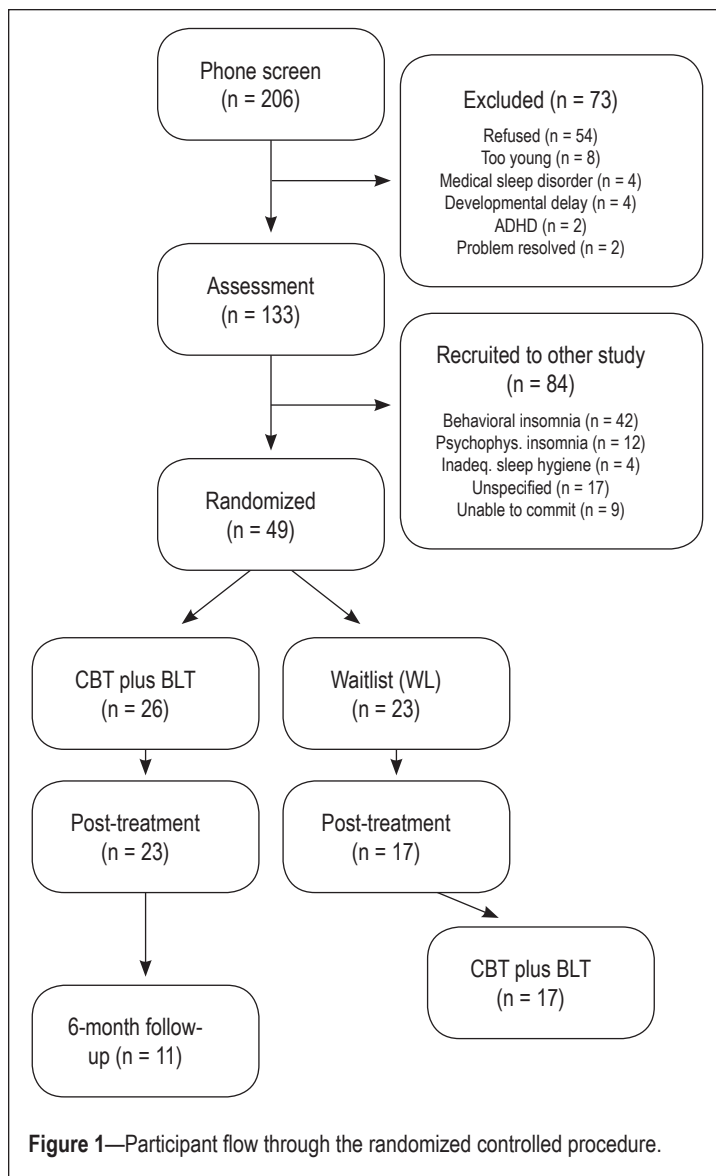 Phone screen
(n = 206)
Excluded (n = 73)
Refused (n = 54)
Too young (n = 8)
Medical sleep disorder (n = 4)
Developmental delay (n = 4)
ADHD (n = 2)
Problem resolved (n = 2)
Assessment
(n = 133)
Recruited to other study
(n = 84)
Behavioral insomnia (n = 42)
Psychophys. insomnia (n = 12)
Inadeq. sleep hygiene (n = 4)
Unspecified (n = 17)
Unable to commit (n = 9)
Randomized
(n = 49)
CBT plus BLT
(n = 26)
Waitlist (WL)
(n = 23)
Post-treatment
(n = 23)
Post-treatment
(n = 17)
CBT plus BLT
(n = 17)
6-month follow-
up (n = 11)
Figure 1—Participant flow through the randomized controlled procedure.